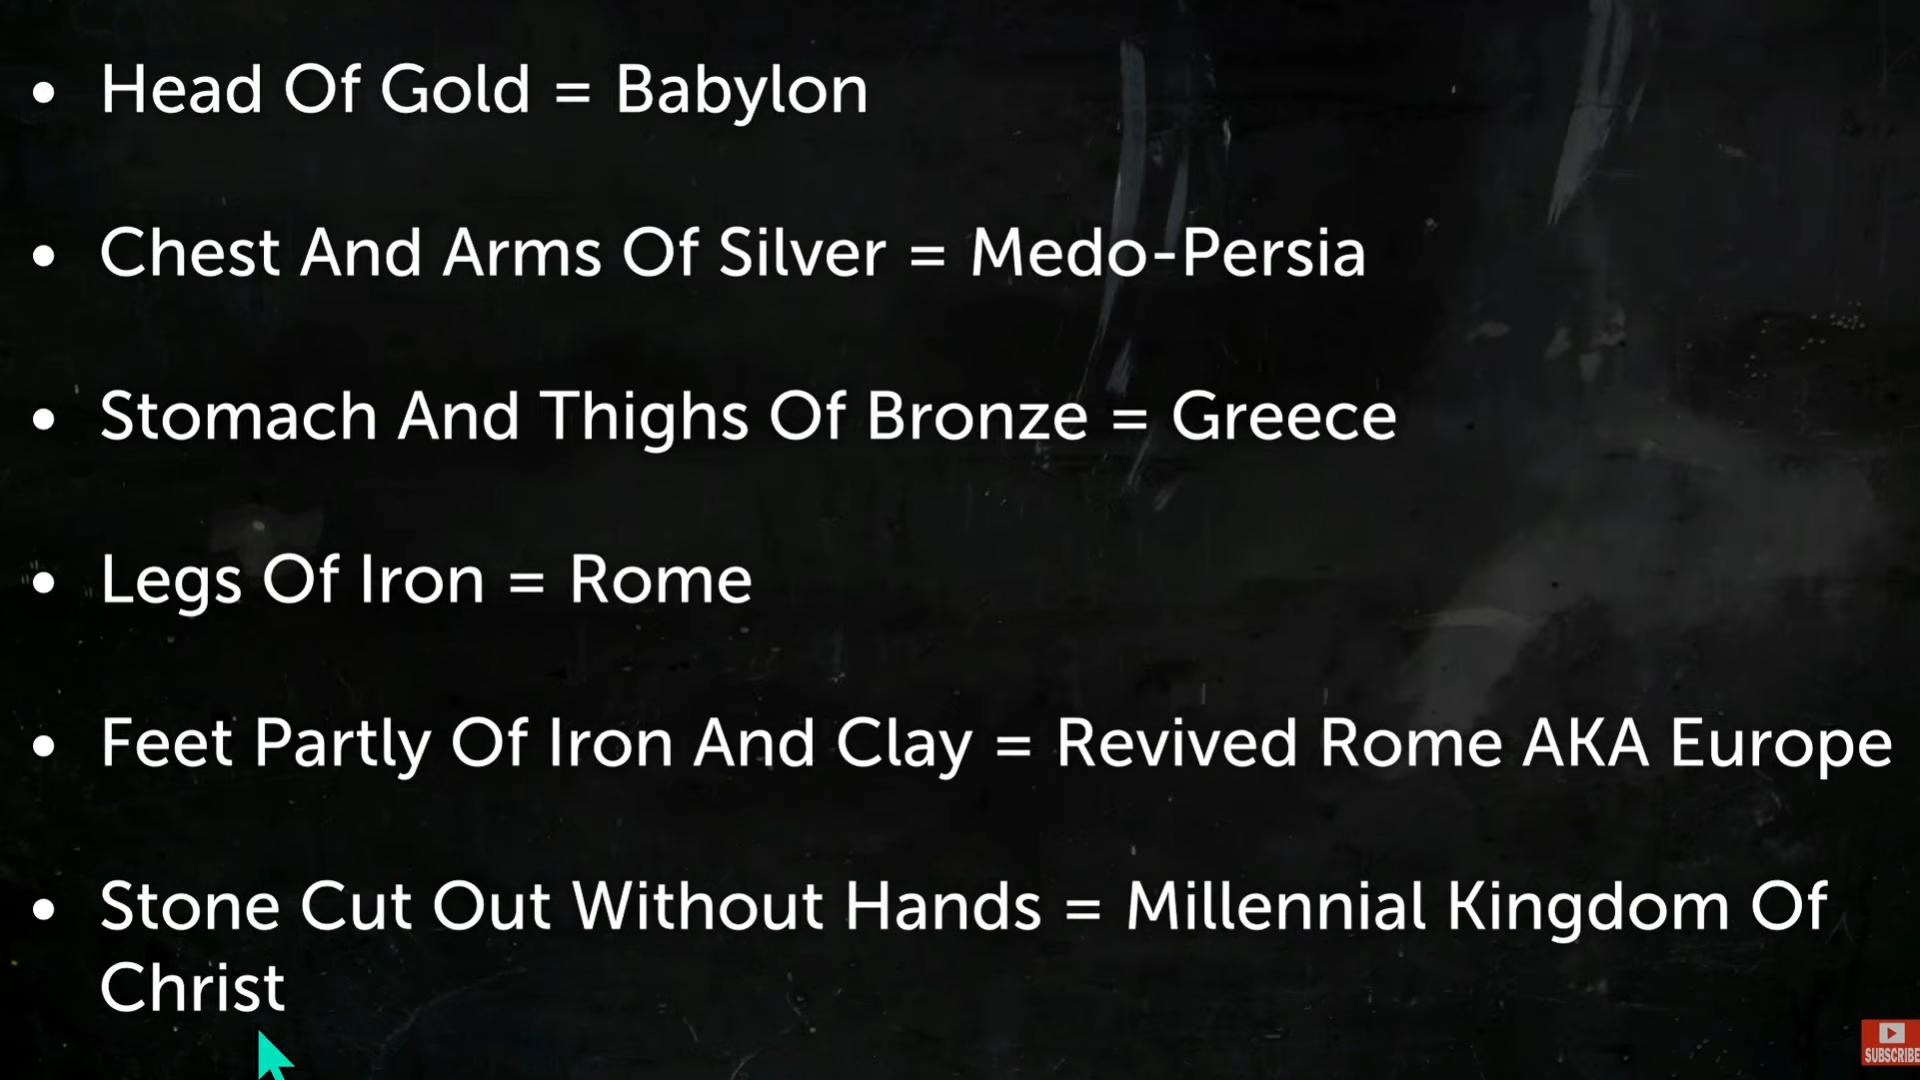 • Head Of Gold = Babylon
• Chest And Arms Of Silver = Medo-Persia
• Stomach And Thighs Of Bronze = Greece
• Legs Of Iron = Rome
• Feet Partly Of Iron And Clay = Revived Rome AKA Europe
• Stone Cut Out Without Hands = Millennial Kingdom Of
Christ
SUBSCRIBE